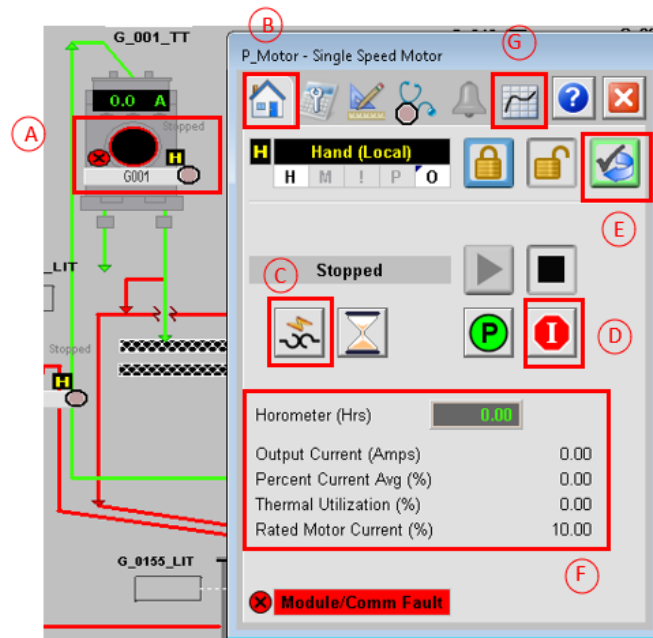 B
G_001_TT
G
P_Motor - Single Speed Motor
0.0 A
A
Stopped
H
G001
H Hand (Local)
H M ! P O
E
_LIT
C
Stopped
D
Stopped
P
I
H
Horometer (Hrs) 0.00
Output Current (Amps) 0.00
Percent Current Avg (%) 0.00
Thermal Utilization (%) 0.00
Rated Motor Current (%) 10.00
G_0155_LIT
F
Module/Comm Fault